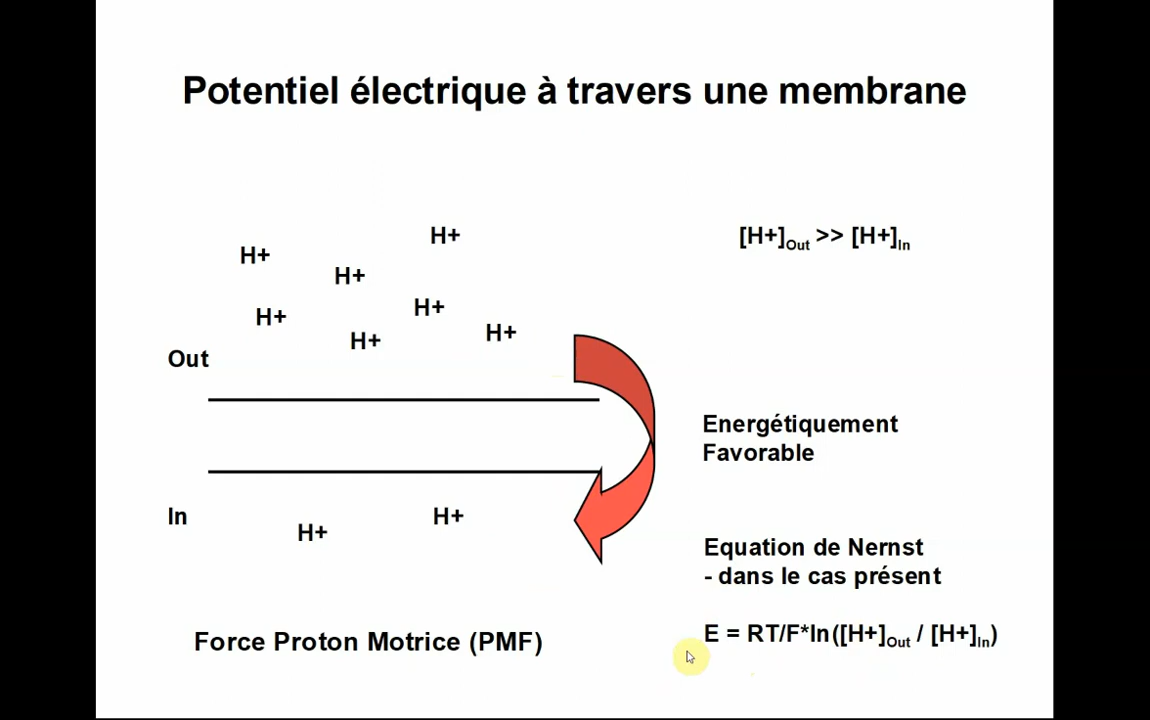 Potentiel électrique à travers une membrane
H+
[H+]Out >> [H+]In
H+
H+
H+
H+
H+
H+
Out
Energétiquement
Favorable
In
H+
H+
Equation de Nernst
- dans le cas présent
Force Proton Motrice (PMF)
E = RT/F*ln([H+]Out / [H+]In)